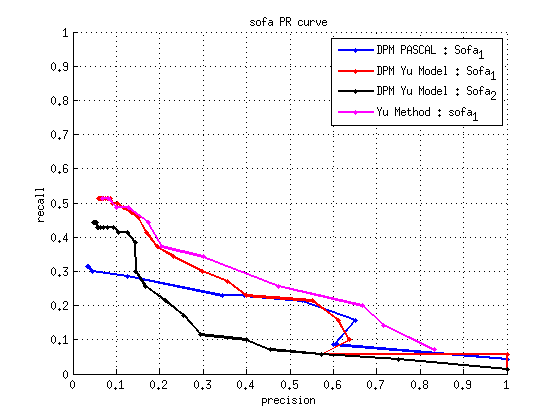 sofa PR curve
DPM PASCAL : Sofa1
DPM Yu Model : Sofa1
DPM Yu Model : Sofa2
Yu Method : sofa1
1
0.9
0.8
0.7
0.6
0.5
0.4
0.3
0.2
0.1
0
recall
0 0.1 0.2 0.3 0.4 0.5 0.6 0.7 0.8 0.9 1
precision